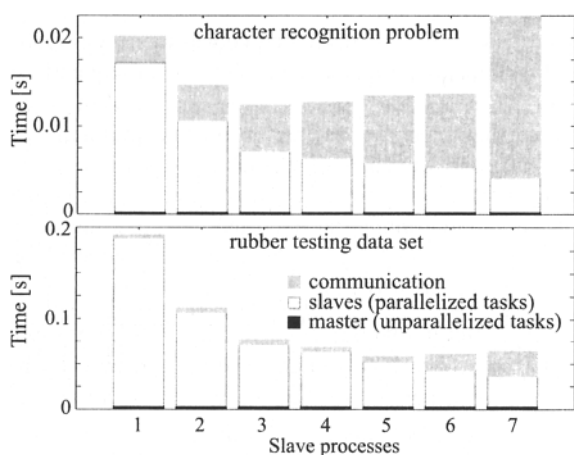 character recognition problem
Time [s]
0.02
0.01
0
rubber testing data set
Time [s]
0.2
0.1
0
communication
slaves (parallelized tasks)
master (unparallelized tasks)
1 2 3 4 5 6 7
Slave processes